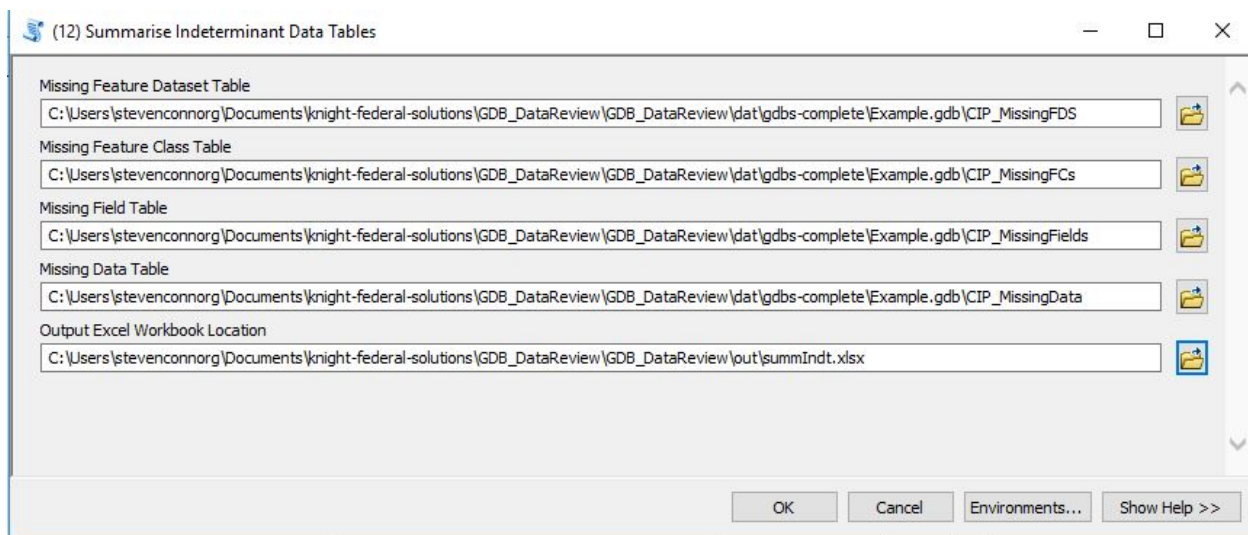 (12) Summarise Indeterminant Data Tables
Missing Feature Dataset Table
C:\Users\stevenconnorg\Documents\knight-federal-solutions\GDB_DataReview\GDB_DataReview\dat\gdbs-complete\Example.gdb\CIP_MissingFDS
Missing Feature Class Table
C:\Users\stevenconnorg\Documents\knight-federal-solutions\GDB_DataReview\GDB_DataReview\dat\gdbs-complete\Example.gdb\CIP_MissingFCs
Missing Field Table
C:\Users\stevenconnorg\Documents\knight-federal-solutions\GDB_DataReview\GDB_DataReview\dat\gdbs-complete\Example.gdb\CIP_MissingFields
Missing Data Table
C:\Users\stevenconnorg\Documents\knight-federal-solutions\GDB_DataReview\GDB_DataReview\dat\gdbs-complete\Example.gdb\CIP_MissingData
Output Excel Workbook Location
C:\Users\stevenconnorg\Documents\knight-federal-solutions\GDB_DataReview\GDB_DataReview\out\summIndt.xlsx
OK Cancel Environments... Show Help >>